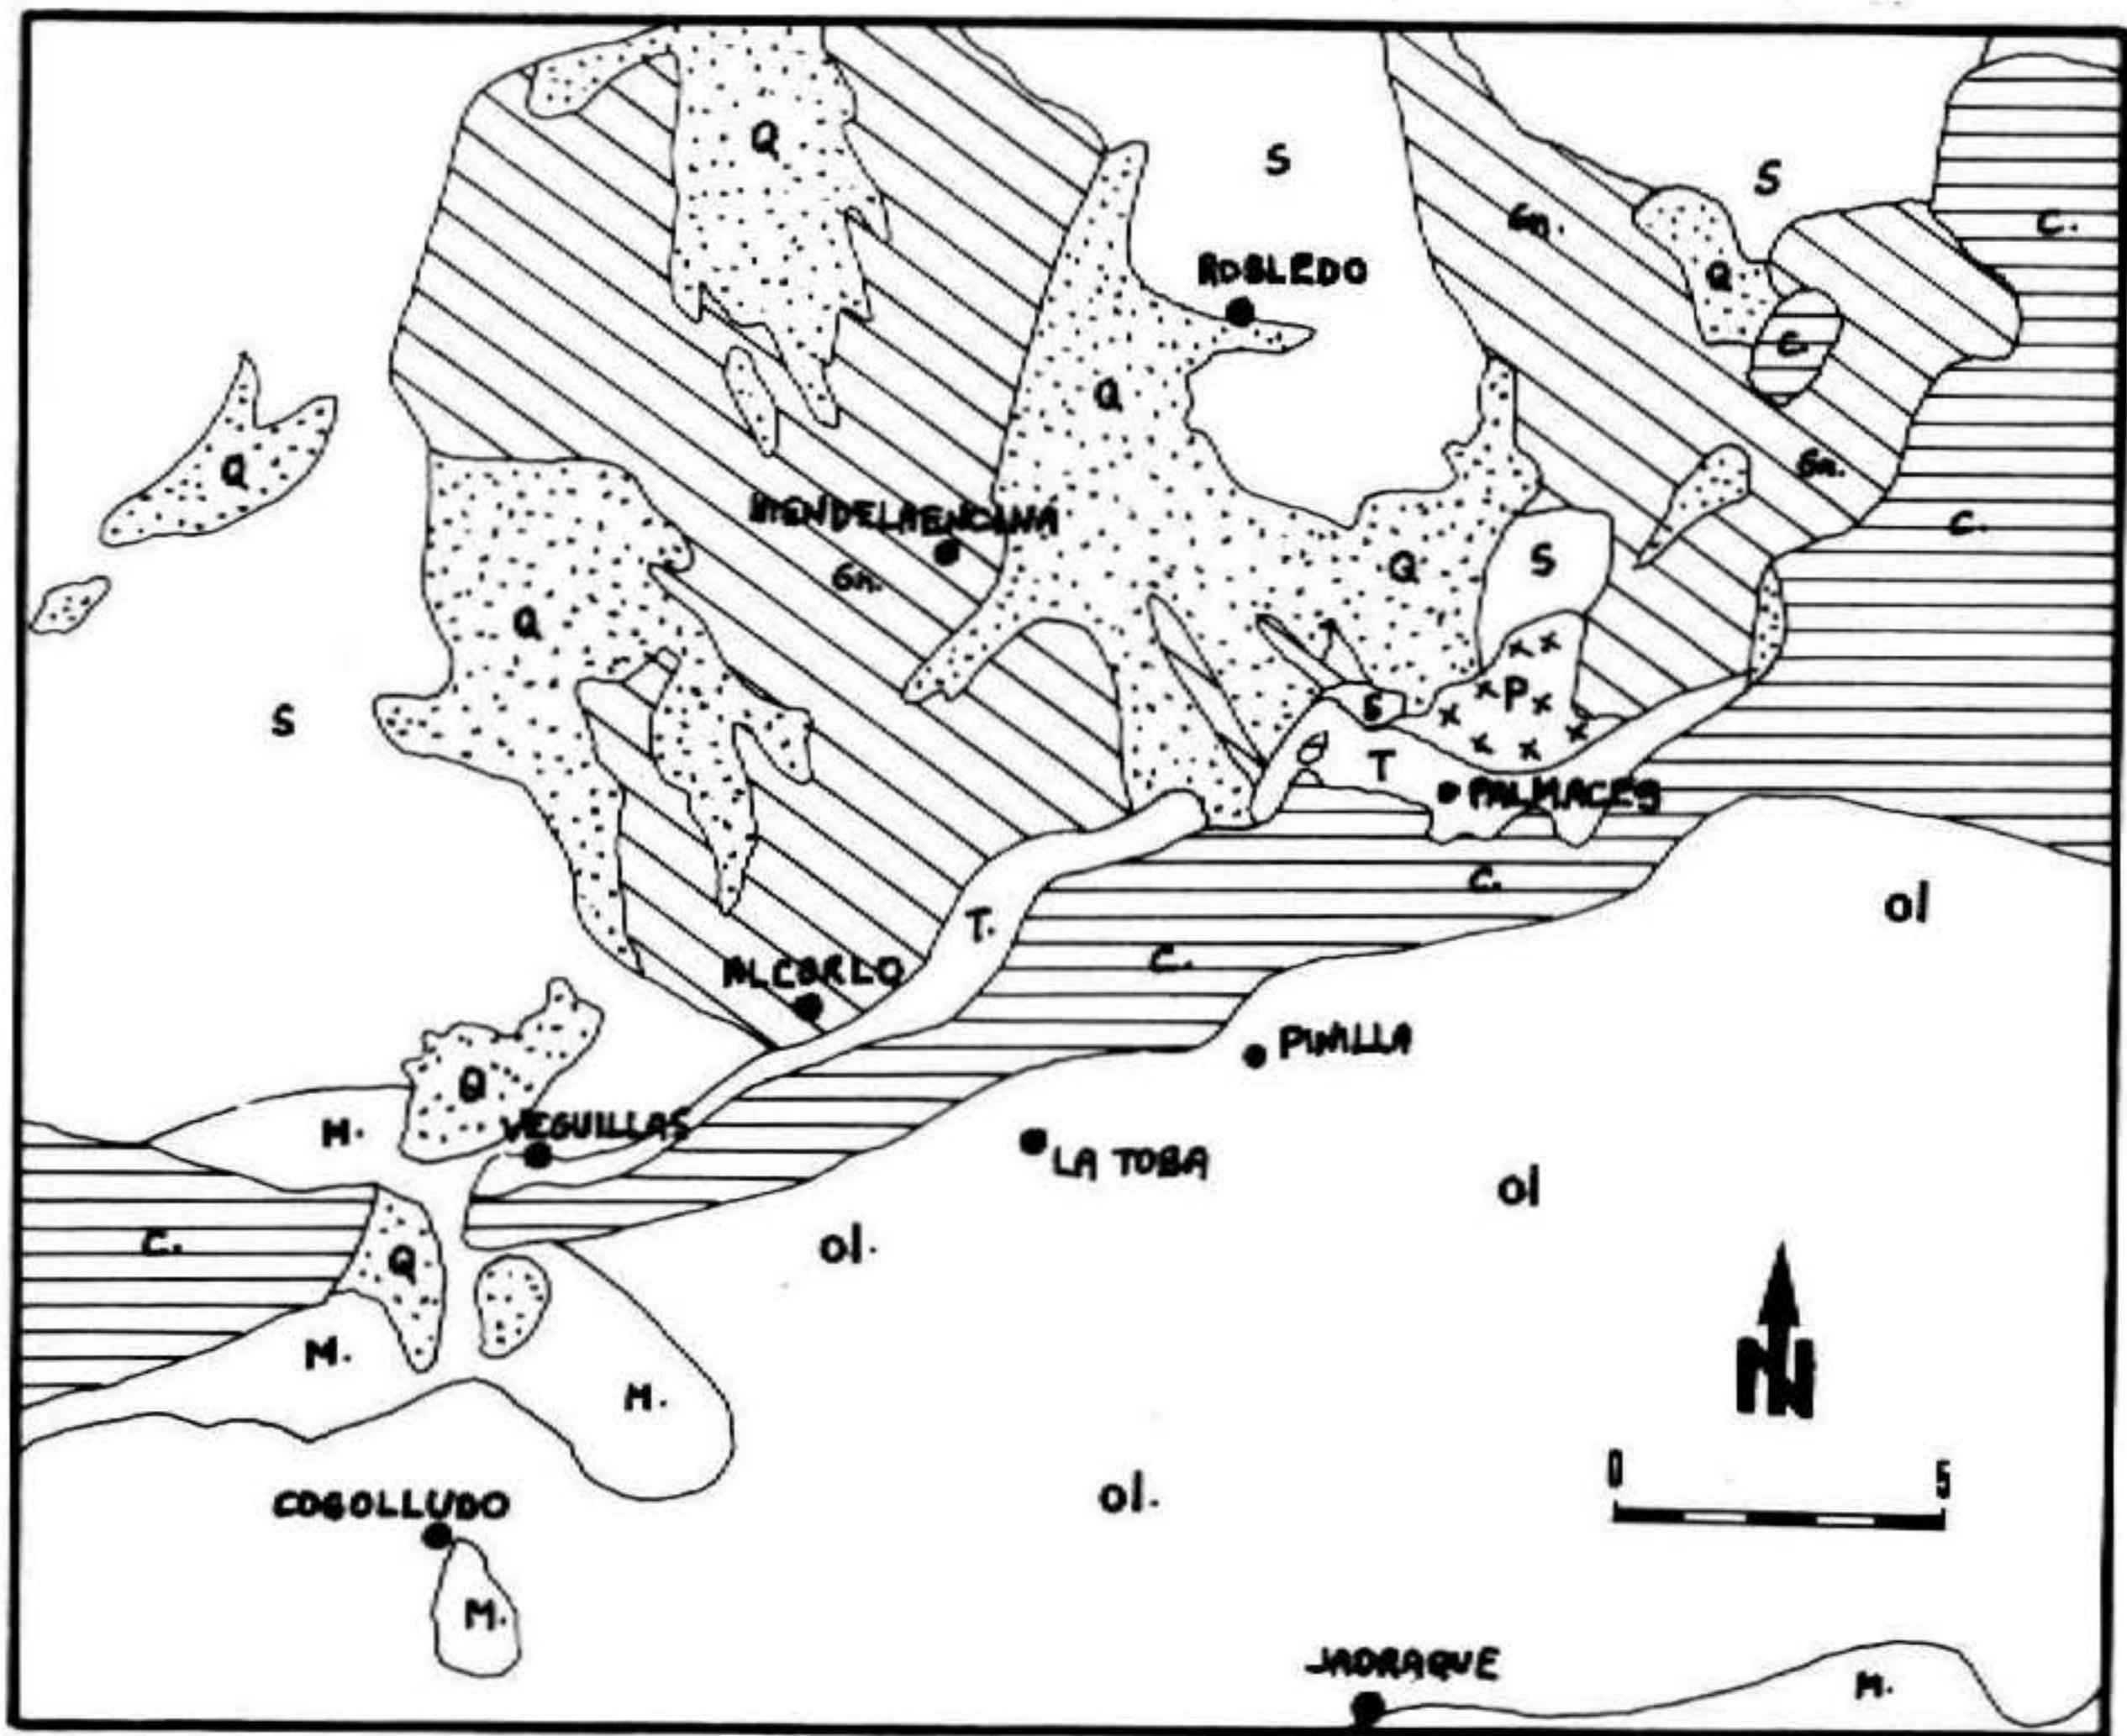 Q
S
S
Gn.
C.
ROBLEDO
Q
C.
Q
Q
HIENDELAENCINA
Gn.
C.
Gn.
Q
S
Q
S
P
S
T
PALMACES
C.
ol
T.
C.
ALCORLO
PINILLA
Q
VEGUILLAS
M.
LA TOBA
ol
C.
Q
ol.
N
M.
M.
0 5
COGOLLUDO
ol.
M.
JADRAQUE
M.